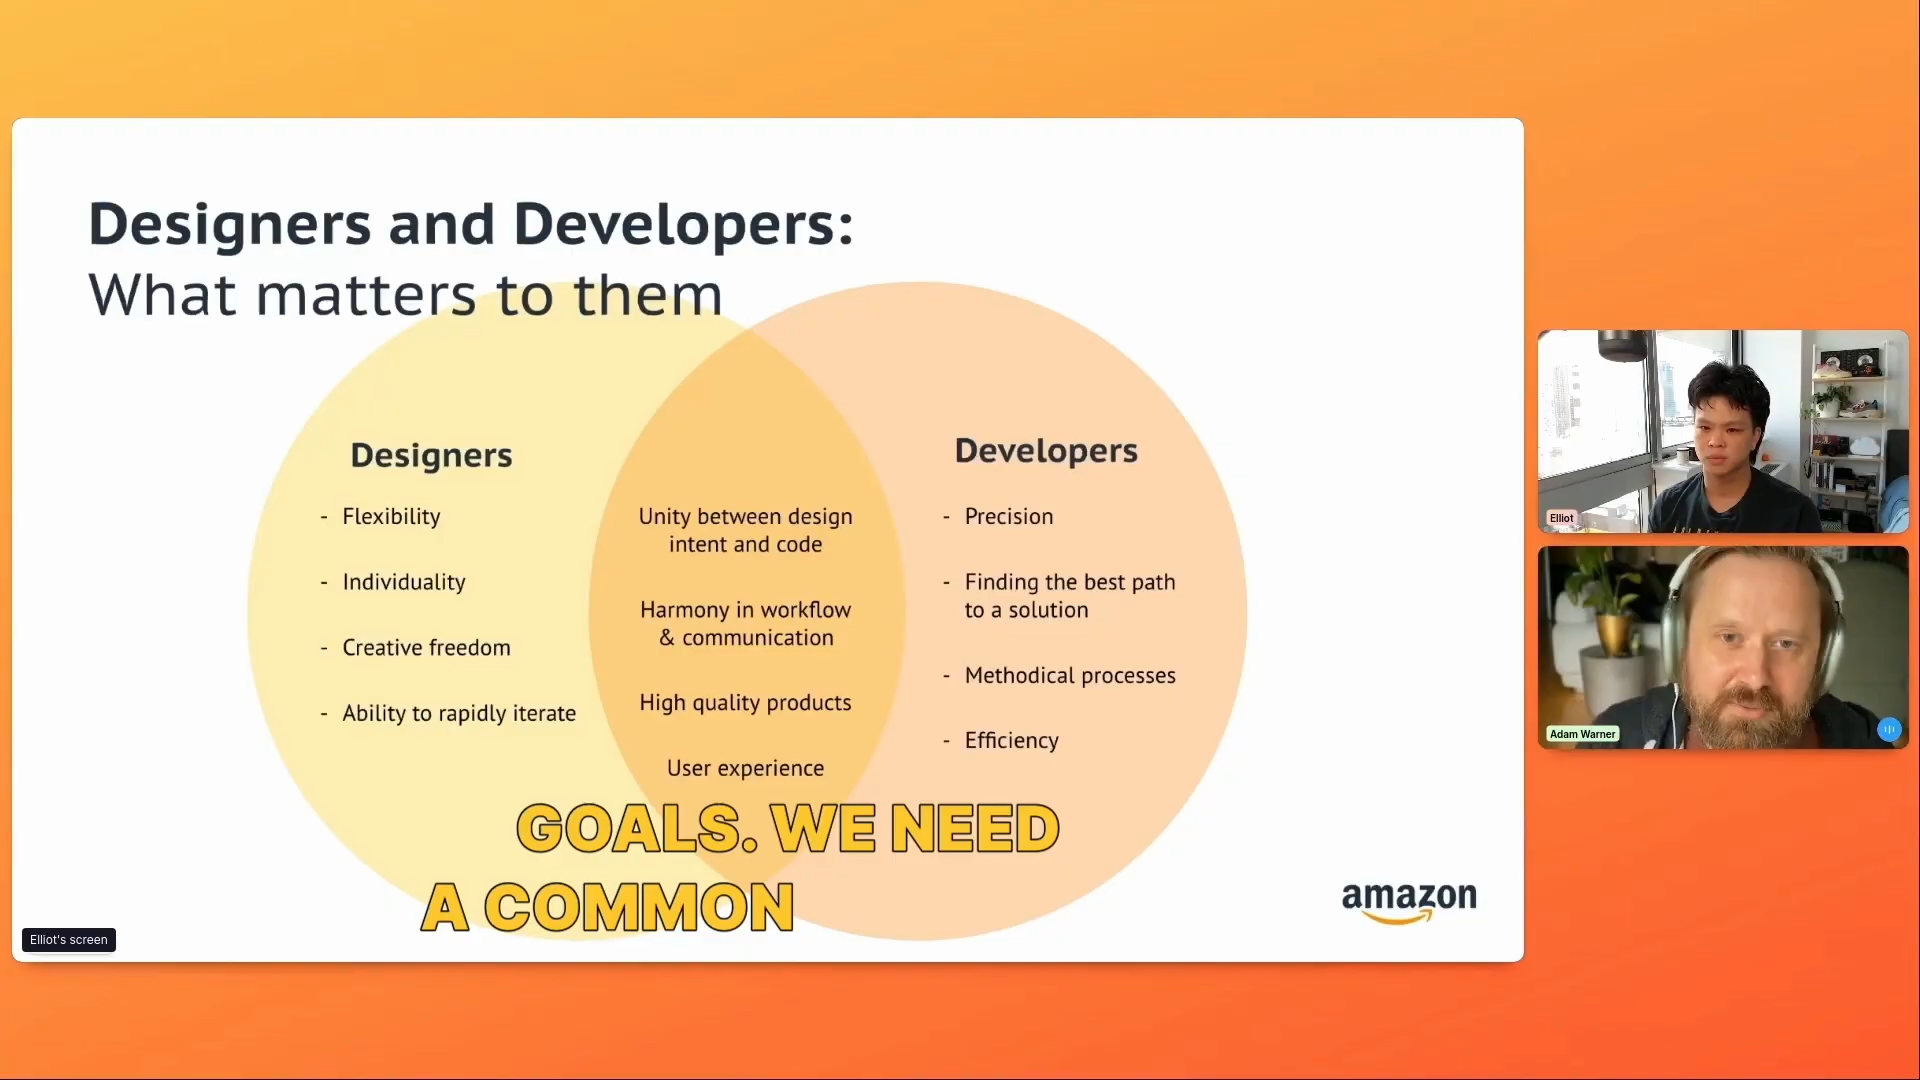 Designers and Developers:
What matters to them
Designers
- Flexibility
- Individuality
- Creative freedom
- Ability to rapidly iterate
Unity between design
intent and code
Harmony in workflow
& communication
High quality products
User experience
Developers
- Precision
- Finding the best path
to a solution
- Methodical processes
- Efficiency
GOALS. WE NEED
A COMMON
amazon
Elliot's screen
Elliot
Adam Warner